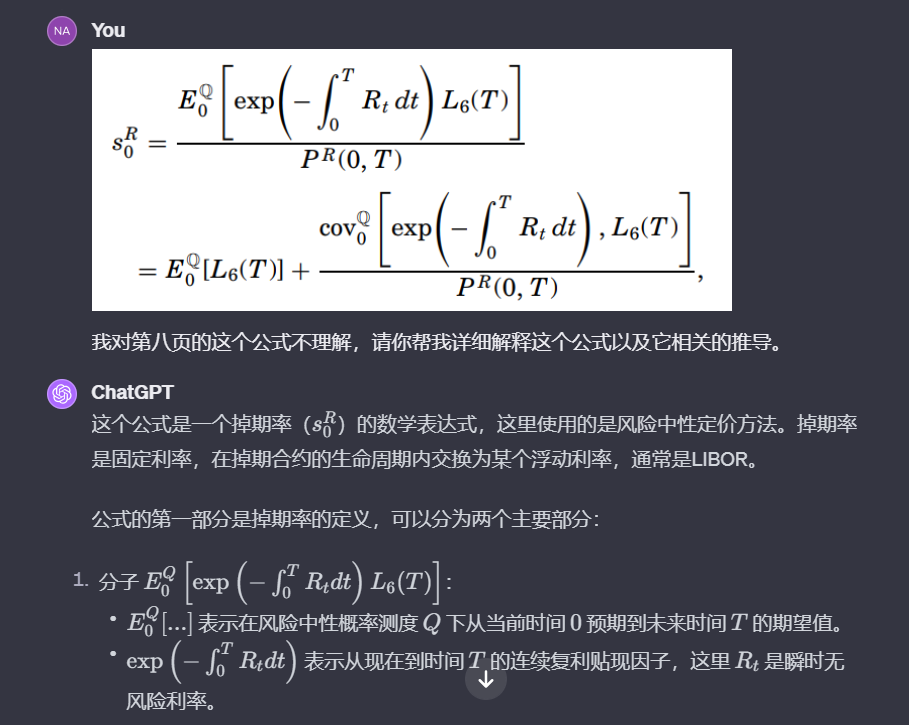 NA You
$s_0^R = \frac{E_0^{\mathbb{Q}}\left[\exp\left(-\int_0^T R_t\,dt\right) L_6(T)\right]}{P^R(0,T)}$
$= E_0^{\mathbb{Q}}[L_6(T)] + \frac{\mathrm{cov}_0^{\mathbb{Q}}\left[\exp\left(-\int_0^T R_t\,dt\right), L_6(T)\right]}{P^R(0,T)},$
我对第八页的这个公式不理解，请你帮我详细解释这个公式以及它相关的推导。
ChatGPT
这个公式是一个掉期率（$s_0^R$）的数学表达式，这里使用的是风险中性定价方法。掉期率
是固定利率，在掉期合约的生命周期内交换为某个浮动利率，通常是LIBOR。
公式的第一部分是掉期率的定义，可以分为两个主要部分：
1. 分子 $E_0^Q\left[\exp\left(-\int_0^T R_t dt\right) L_6(T)\right]$：
• $E_0^Q[\ldots]$ 表示在风险中性概率测度 $Q$ 下从当前时间 $0$ 预期到未来时间 $T$ 的期望值。
• $\exp\left(-\int_0^T R_t dt\right)$ 表示从现在到时间 $T$ 的连续复利贴现因子，这里 $R_t$ 是瞬时无
风险利率。